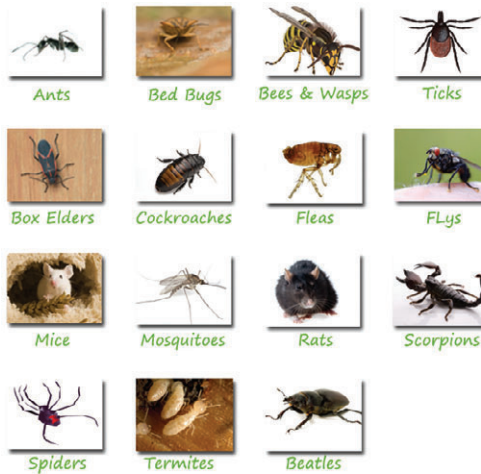 Ants
Bed Bugs
Bees & Wasps
Ticks
Box Elders
Cockroaches
Fleas
FLys
Mice
Mosquitoes
Rats
Scorpions
Spiders
Termites
Beatles